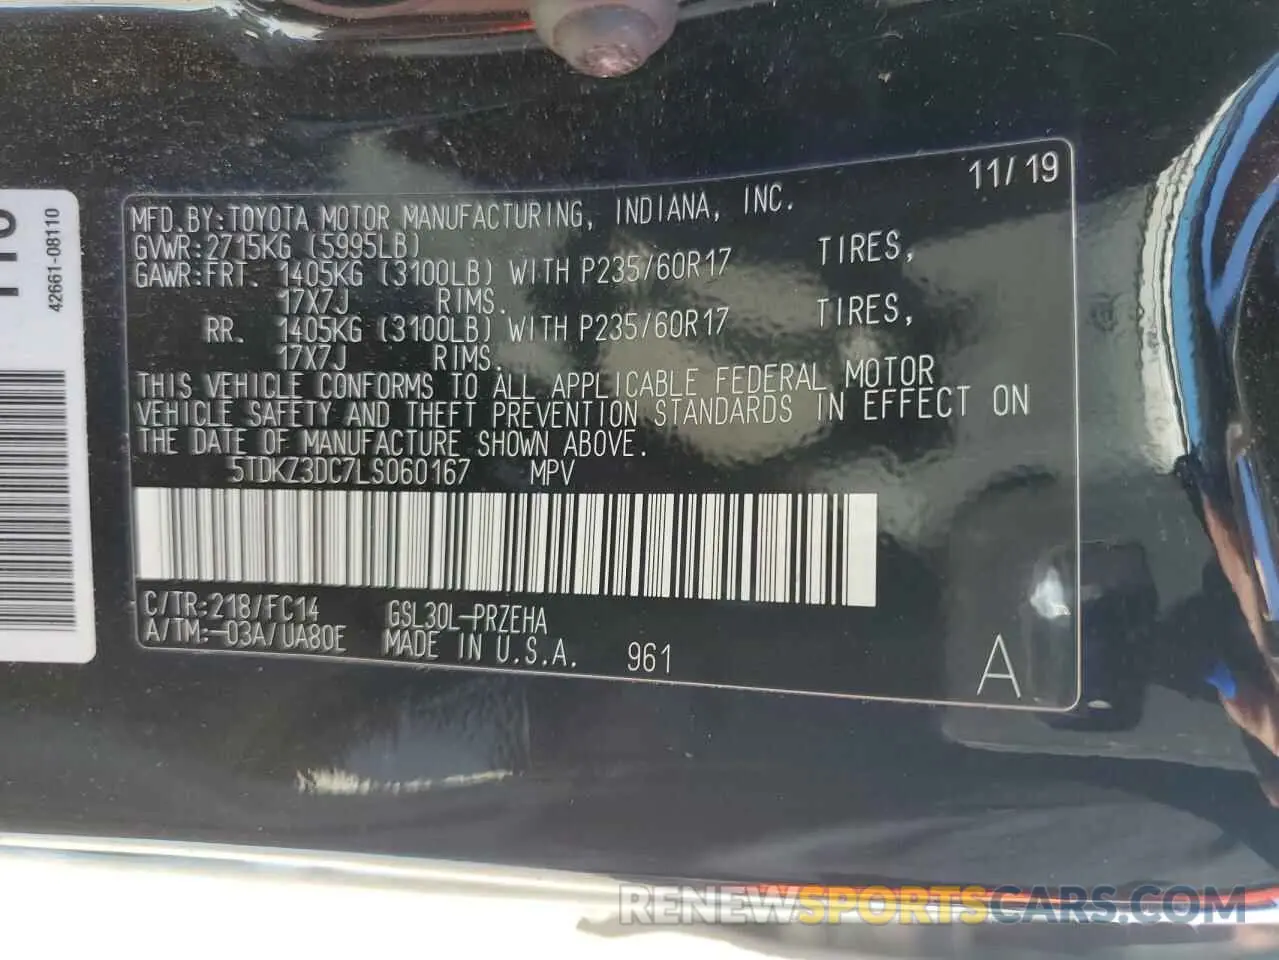 11/19
MFD.BY:TOYOTA MOTOR MANUFACTURING, INDIANA, INC.
GVWR:2715KG (5995LB)
GAWR:FRT. 1405KG (3100LB) WITH P235/60R17 TIRES,
17X7J RIMS.
RR. 1405KG (3100LB) WITH P235/60R17 TIRES,
17X7J RIMS.
THIS VEHICLE CONFORMS TO ALL APPLICABLE FEDERAL MOTOR
VEHICLE SAFETY AND THEFT PREVENTION STANDARDS IN EFFECT ON
THE DATE OF MANUFACTURE SHOWN ABOVE.
5TDKZ3DC7LS060167 MPV
C/TR:218/FC14 GSL30L-PRZEHA
A/TM:-03A/UA80E MADE IN U.S.A. 961
A
42661-08110
RENEWSPORTSCARS.COM